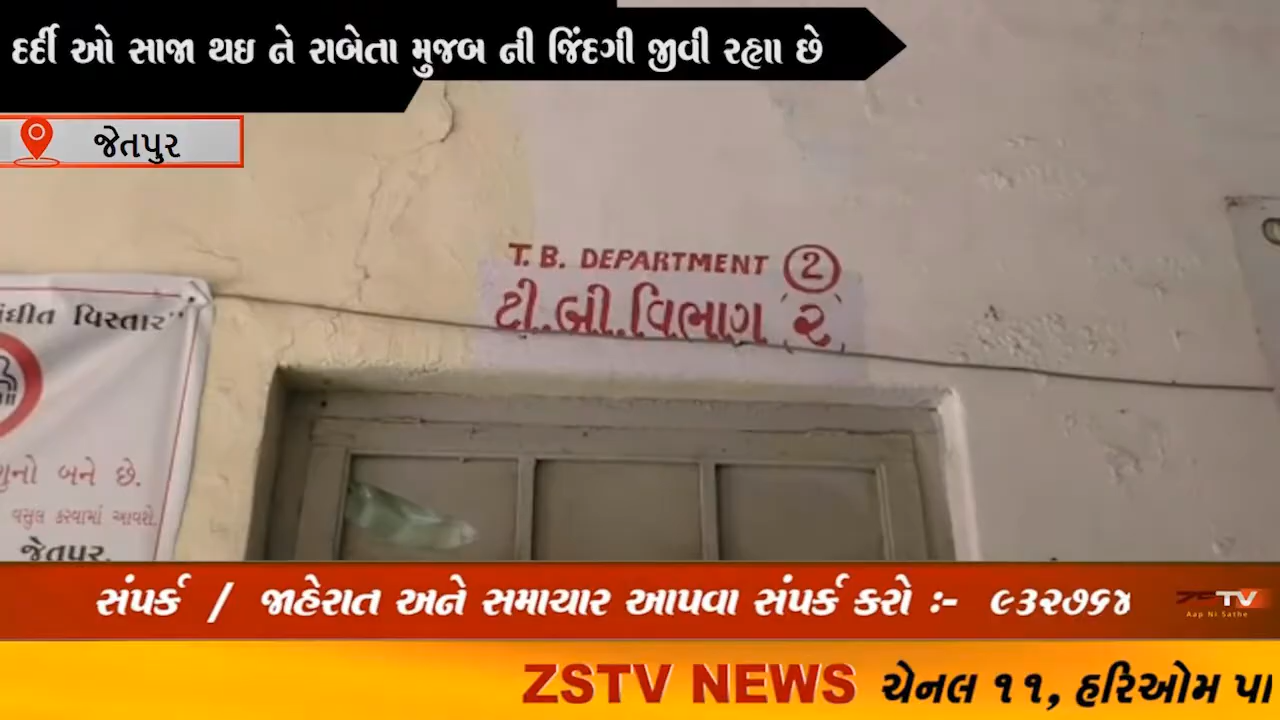 દર્દી ઓ સાજા થઇ ને રાબેતા મુજબ ની જિંદગી જીવી રહ્યા છે
જેતપુર
T. B. DEPARTMENT 2
ટી.બી.વિભાગ ૨
વિસ્તાર"
બને છે.
વસુલ કરવામાં આવશે.
જેતપુર.
સંપર્ક / જાહેરાત અને સમાચાર આપવા સંપર્ક કરો :- ૯૩૨૭૬૪
TV
Aap Ni Sathe
ZSTV NEWS ચેનલ ૧૧, હરિઓમ પા